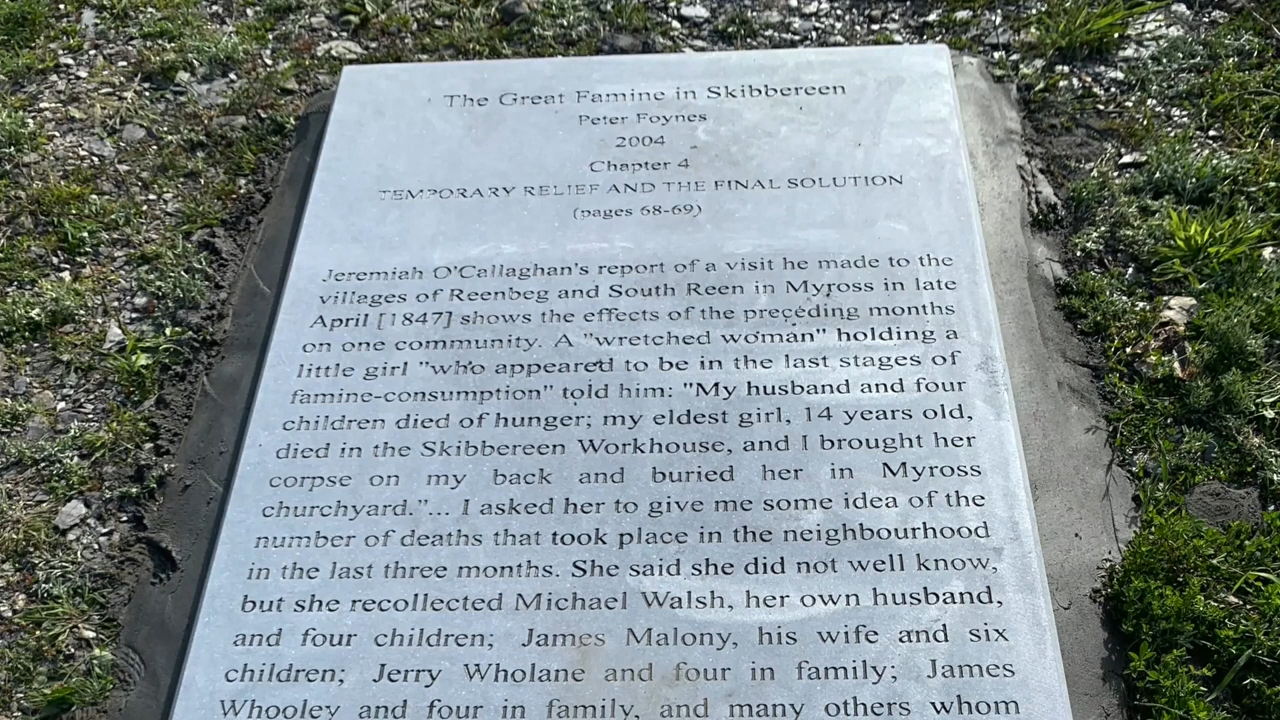 The Great Famine in Skibbereen
Peter Foynes
2004
Chapter 4
TEMPORARY RELIEF AND THE FINAL SOLUTION
(pages 68-69)
Jeremiah O'Callaghan's report of a visit he made to the
villages of Reenbeg and South Reen in Myross in late
April [1847] shows the effects of the preceding months
on one community. A "wretched woman" holding a
little girl "who appeared to be in the last stages of
famine-consumption" told him: "My husband and four
children died of hunger; my eldest girl, 14 years old,
died in the Skibbereen Workhouse, and I brought her
corpse on my back and buried her in Myross
churchyard."... I asked her to give me some idea of the
number of deaths that took place in the neighbourhood
in the last three months. She said she did not well know,
but she recollected Michael Walsh, her own husband,
and four children; James Malony, his wife and six
children; Jerry Wholane and four in family; James
Whooley and four in family, and many others whom